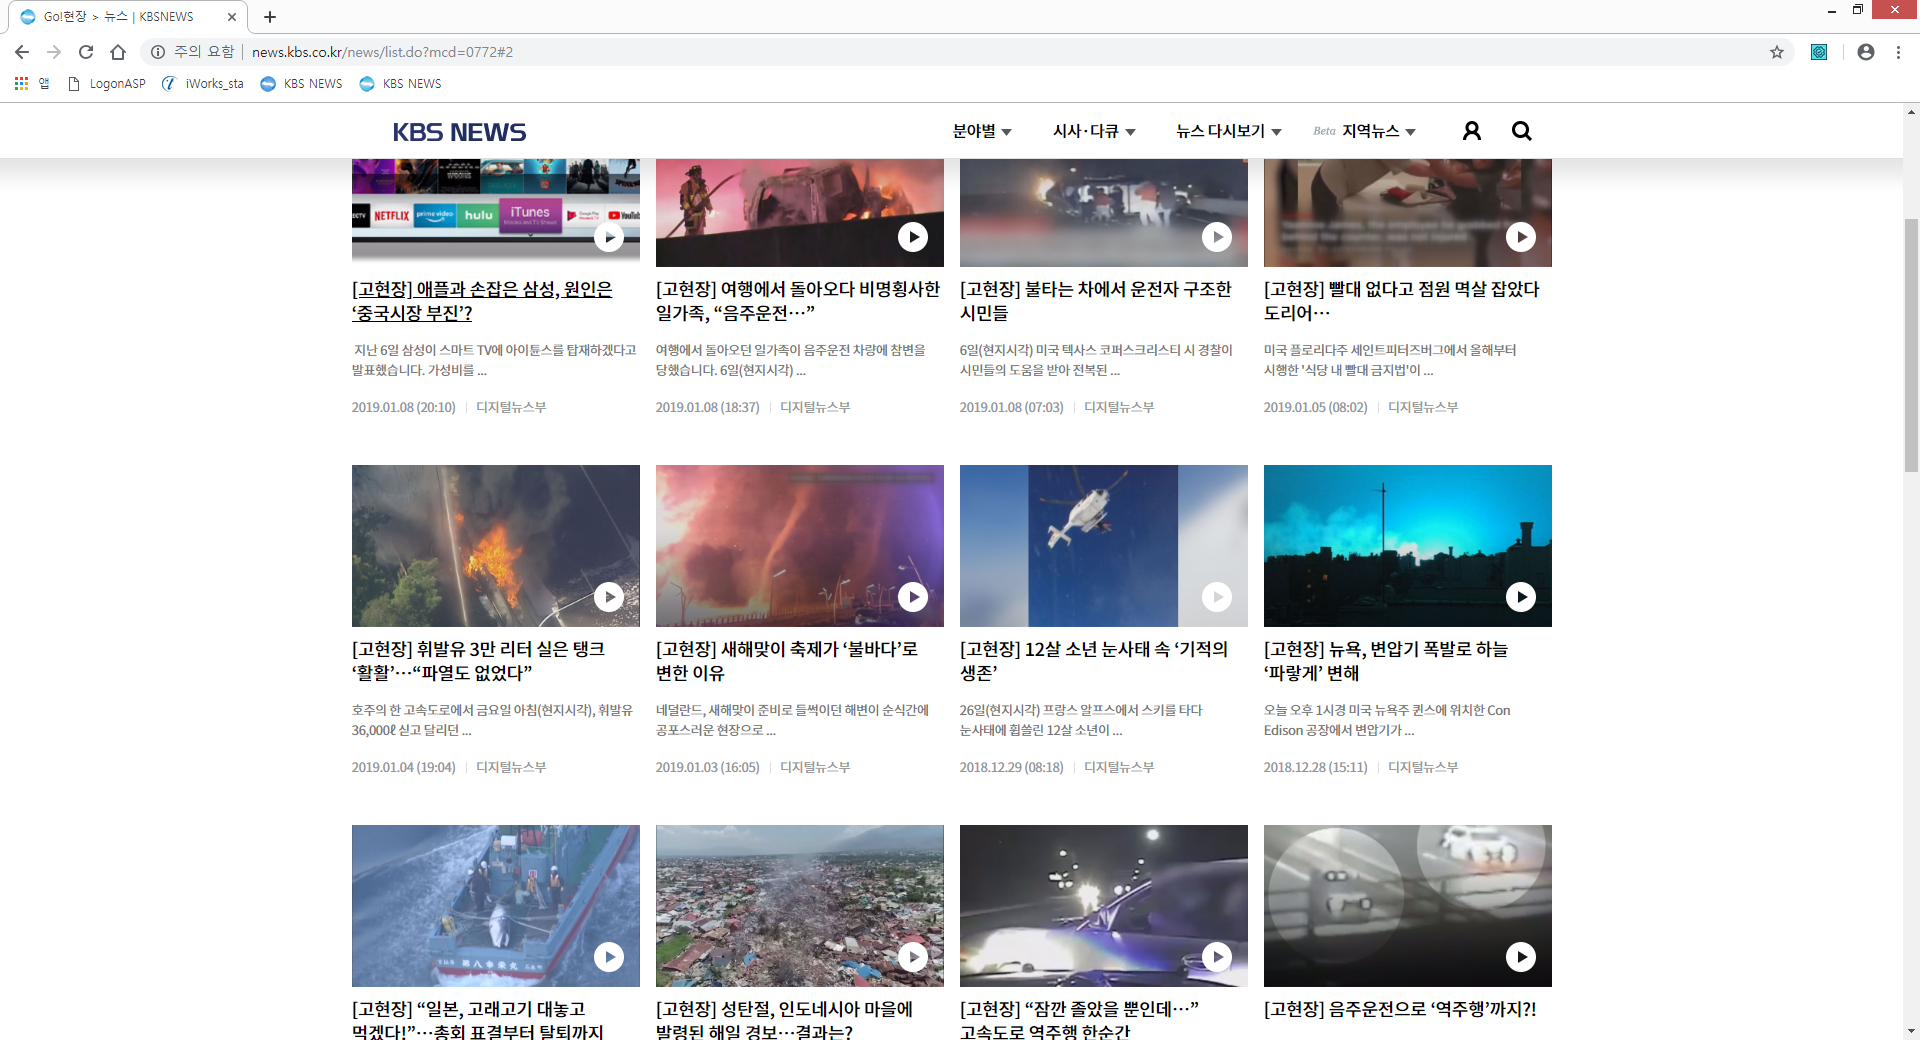 Go!현장 > 뉴스 | KBSNEWS
주의 요함 | news.kbs.co.kr/news/list.do?mcd=0772#2
앱 LogonASP iWorks_sta KBS NEWS KBS NEWS
KBS NEWS 분야별 시사·다큐 뉴스 다시보기 Beta 지역뉴스
NETFLIX prime video hulu iTunes Google Play YouTube
[고현장] 애플과 손잡은 삼성, 원인은
‘중국시장 부진’?
지난 6일 삼성이 스마트 TV에 아이튠스를 탑재하겠다고
발표했습니다. 가성비를 ...
2019.01.08 (20:10) | 디지털뉴스부
[고현장] 여행에서 돌아오다 비명횡사한
일가족, “음주운전…”
여행에서 돌아오던 일가족이 음주운전 차량에 참변을
당했습니다. 6일(현지시각) ...
2019.01.08 (18:37) | 디지털뉴스부
[고현장] 불타는 차에서 운전자 구조한
시민들
6일(현지시각) 미국 텍사스 코퍼스크리스티 시 경찰이
시민들의 도움을 받아 전복된 ...
2019.01.08 (07:03) | 디지털뉴스부
[고현장] 빨대 없다고 점원 멱살 잡았다
도리어…
미국 플로리다주 세인트피터즈버그에서 올해부터
시행한 '식당 내 빨대 금지법'이 ...
2019.01.05 (08:02) | 디지털뉴스부
[고현장] 휘발유 3만 리터 실은 탱크
‘활활’…“파열도 없었다”
호주의 한 고속도로에서 금요일 아침(현지시각), 휘발유
36,000ℓ 싣고 달리던 ...
2019.01.04 (19:04) | 디지털뉴스부
[고현장] 새해맞이 축제가 ‘불바다’로
변한 이유
네덜란드, 새해맞이 준비로 들썩이던 해변이 순식간에
공포스러운 현장으로 ...
2019.01.03 (16:05) | 디지털뉴스부
[고현장] 12살 소년 눈사태 속 ‘기적의
생존’
26일(현지시각) 프랑스 알프스에서 스키를 타다
눈사태에 휩쓸린 12살 소년이 ...
2018.12.29 (08:18) | 디지털뉴스부
[고현장] 뉴욕, 변압기 폭발로 하늘
‘파랗게’ 변해
오늘 오후 1시경 미국 뉴욕주 퀸스에 위치한 Con
Edison 공장에서 변압기가 ...
2018.12.28 (15:11) | 디지털뉴스부
第八幸栄丸
[고현장] “일본, 고래고기 대놓고
먹겠다!”…총회 표결부터 탈퇴까지
[고현장] 성탄절, 인도네시아 마을에
발령된 해일 경보…결과는?
[고현장] “잠깐 졸았을 뿐인데…”
고속도로 역주행 한순간
[고현장] 음주운전으로 ‘역주행’까지?!